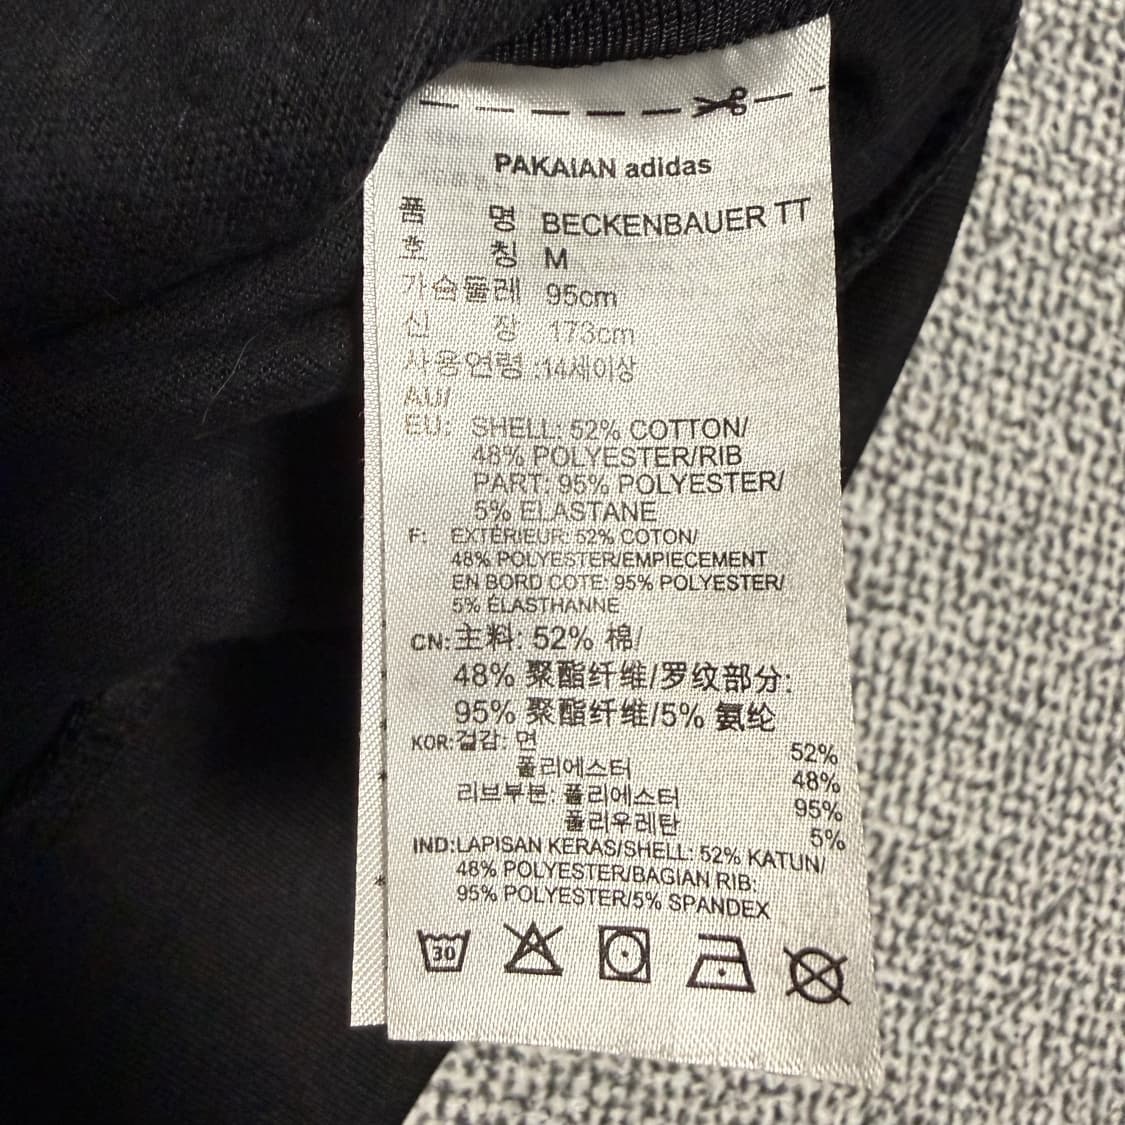 PAKAIAN adidas
품 명 BECKENBAUER TT
호 칭 M
가슴둘레 95cm
신 장 173cm
사용연령 :14세이상
AU/
EU: SHELL: 52% COTTON/
48% POLYESTER/RIB
PART: 95% POLYESTER/
5% ELASTANE
F: EXTÉRIEUR: 52% COTON/
48% POLYESTER/EMPIECEMENT
EN BORD COTE: 95% POLYESTER/
5% ÉLASTHANNE
CN:主料: 52% 棉/
48% 聚酯纤维/罗纹部分:
95% 聚酯纤维/5% 氨纶
KOR:겉감: 면 52%
폴리에스터 48%
리브부분: 폴리에스터 95%
폴리우레탄 5%
IND:LAPISAN KERAS/SHELL: 52% KATUN/
48% POLYESTER/BAGIAN RIB:
95% POLYESTER/5% SPANDEX
30